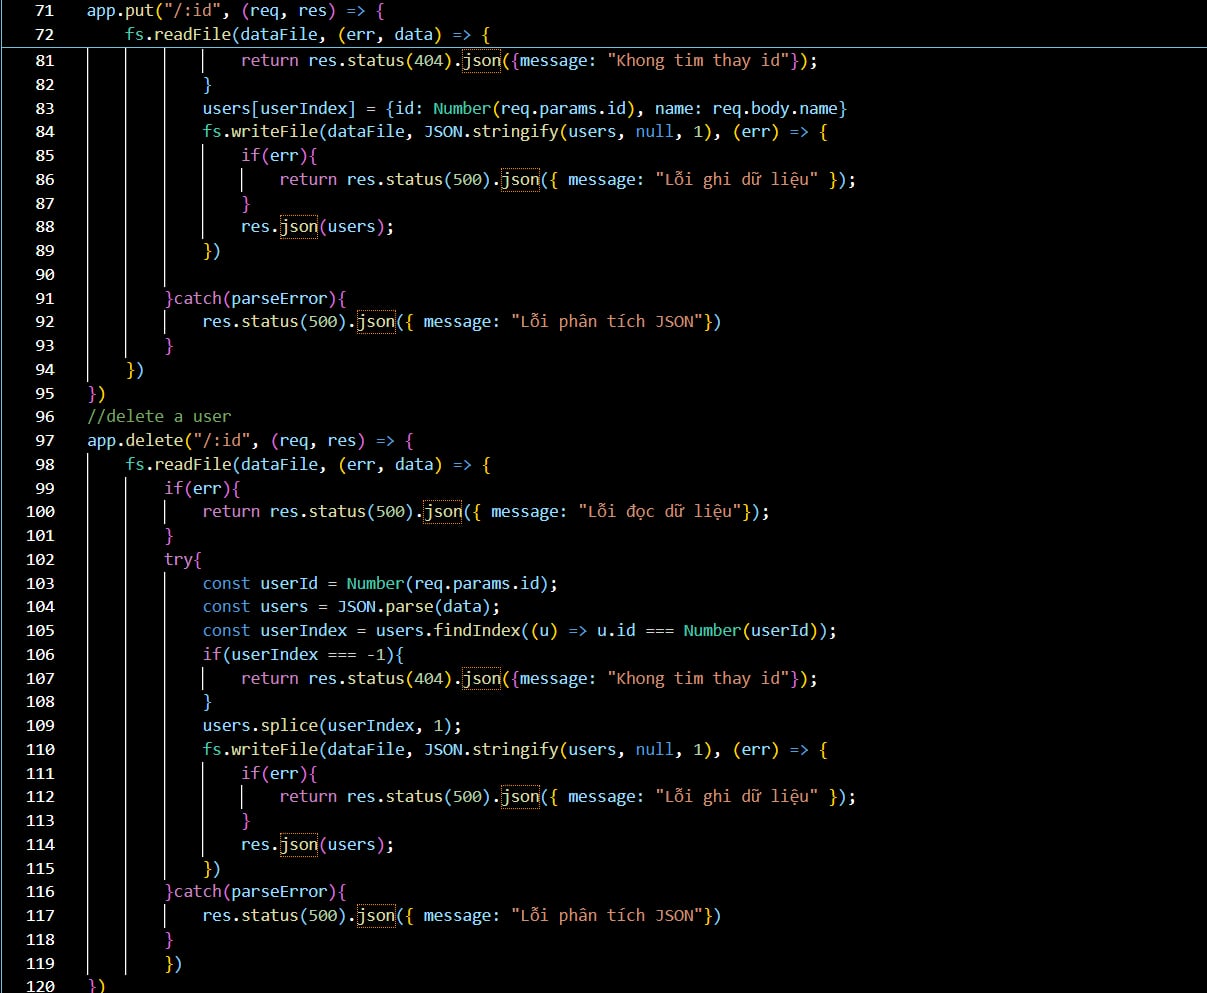 71 app.put("/:id", (req, res) => {
72     fs.readFile(dataFile, (err, data) => {
81                 return res.status(404).json({message: "Khong tim thay id"});
82             }
83             users[userIndex] = {id: Number(req.params.id), name: req.body.name}
84             fs.writeFile(dataFile, JSON.stringify(users, null, 1), (err) => {
85                 if(err){
86                     return res.status(500).json({ message: "Lỗi ghi dữ liệu" });
87                 }
88                 res.json(users);
89             })
90
91         }catch(parseError){
92             res.status(500).json({ message: "Lỗi phân tích JSON"})
93         }
94     })
95 })
96 //delete a user
97 app.delete("/:id", (req, res) => {
98     fs.readFile(dataFile, (err, data) => {
99         if(err){
100             return res.status(500).json({ message: "Lỗi đọc dữ liệu"});
101         }
102         try{
103             const userId = Number(req.params.id);
104             const users = JSON.parse(data);
105             const userIndex = users.findIndex((u) => u.id === Number(userId));
106             if(userIndex === -1){
107                 return res.status(404).json({message: "Khong tim thay id"});
108             }
109             users.splice(userIndex, 1);
110             fs.writeFile(dataFile, JSON.stringify(users, null, 1), (err) => {
111                 if(err){
112                     return res.status(500).json({ message: "Lỗi ghi dữ liệu" });
113                 }
114                 res.json(users);
115             })
116         }catch(parseError){
117             res.status(500).json({ message: "Lỗi phân tích JSON"})
118         }
119         })
120 })